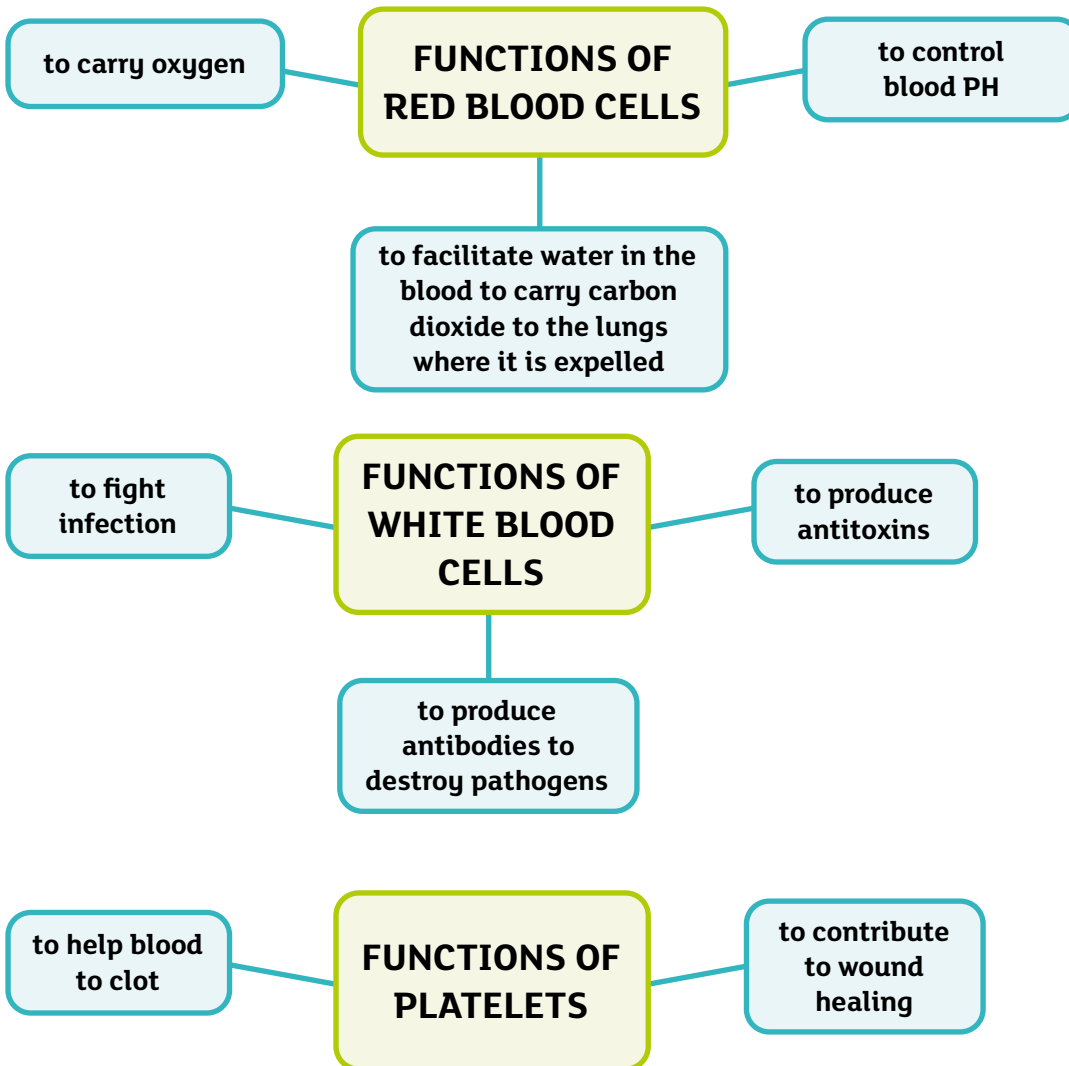 to carry oxygen
FUNCTIONS OF
RED BLOOD CELLS
to control
blood PH
to facilitate water in the
blood to carry carbon
dioxide to the lungs
where it is expelled
to fight
infection
FUNCTIONS OF
WHITE BLOOD
CELLS
to produce
antitoxins
to produce
antibodies to
destroy pathogens
to help blood
to clot
FUNCTIONS OF
PLATELETS
to contribute
to wound
healing